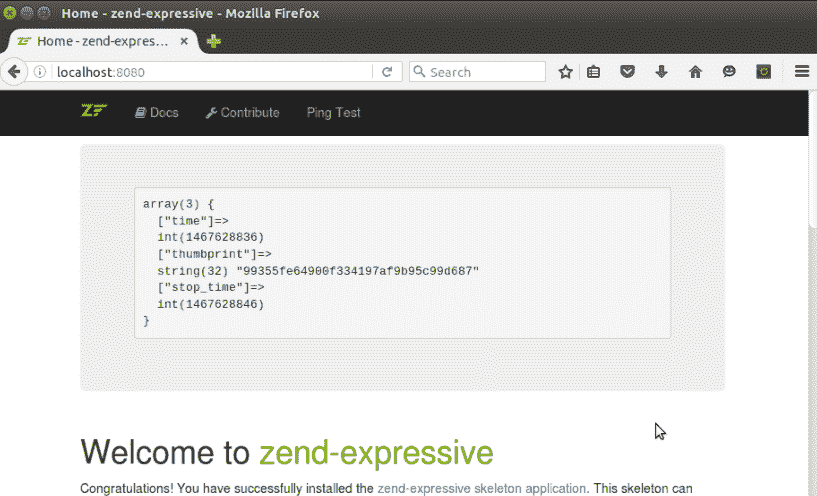 Home - zend-expressive - Mozilla Firefox
Home - zend-expres…
localhost:8080
Search
ZF Docs Contribute Ping Test
array(3) {
["time"]=>
int(1467628836)
["thumbprint"]=>
string(32) "99355fe64900f334197af9b95c99d687"
["stop_time"]=>
int(1467628846)
}
Welcome to zend-expressive
Congratulations! You have successfully installed the zend-expressive skeleton application. This skeleton can